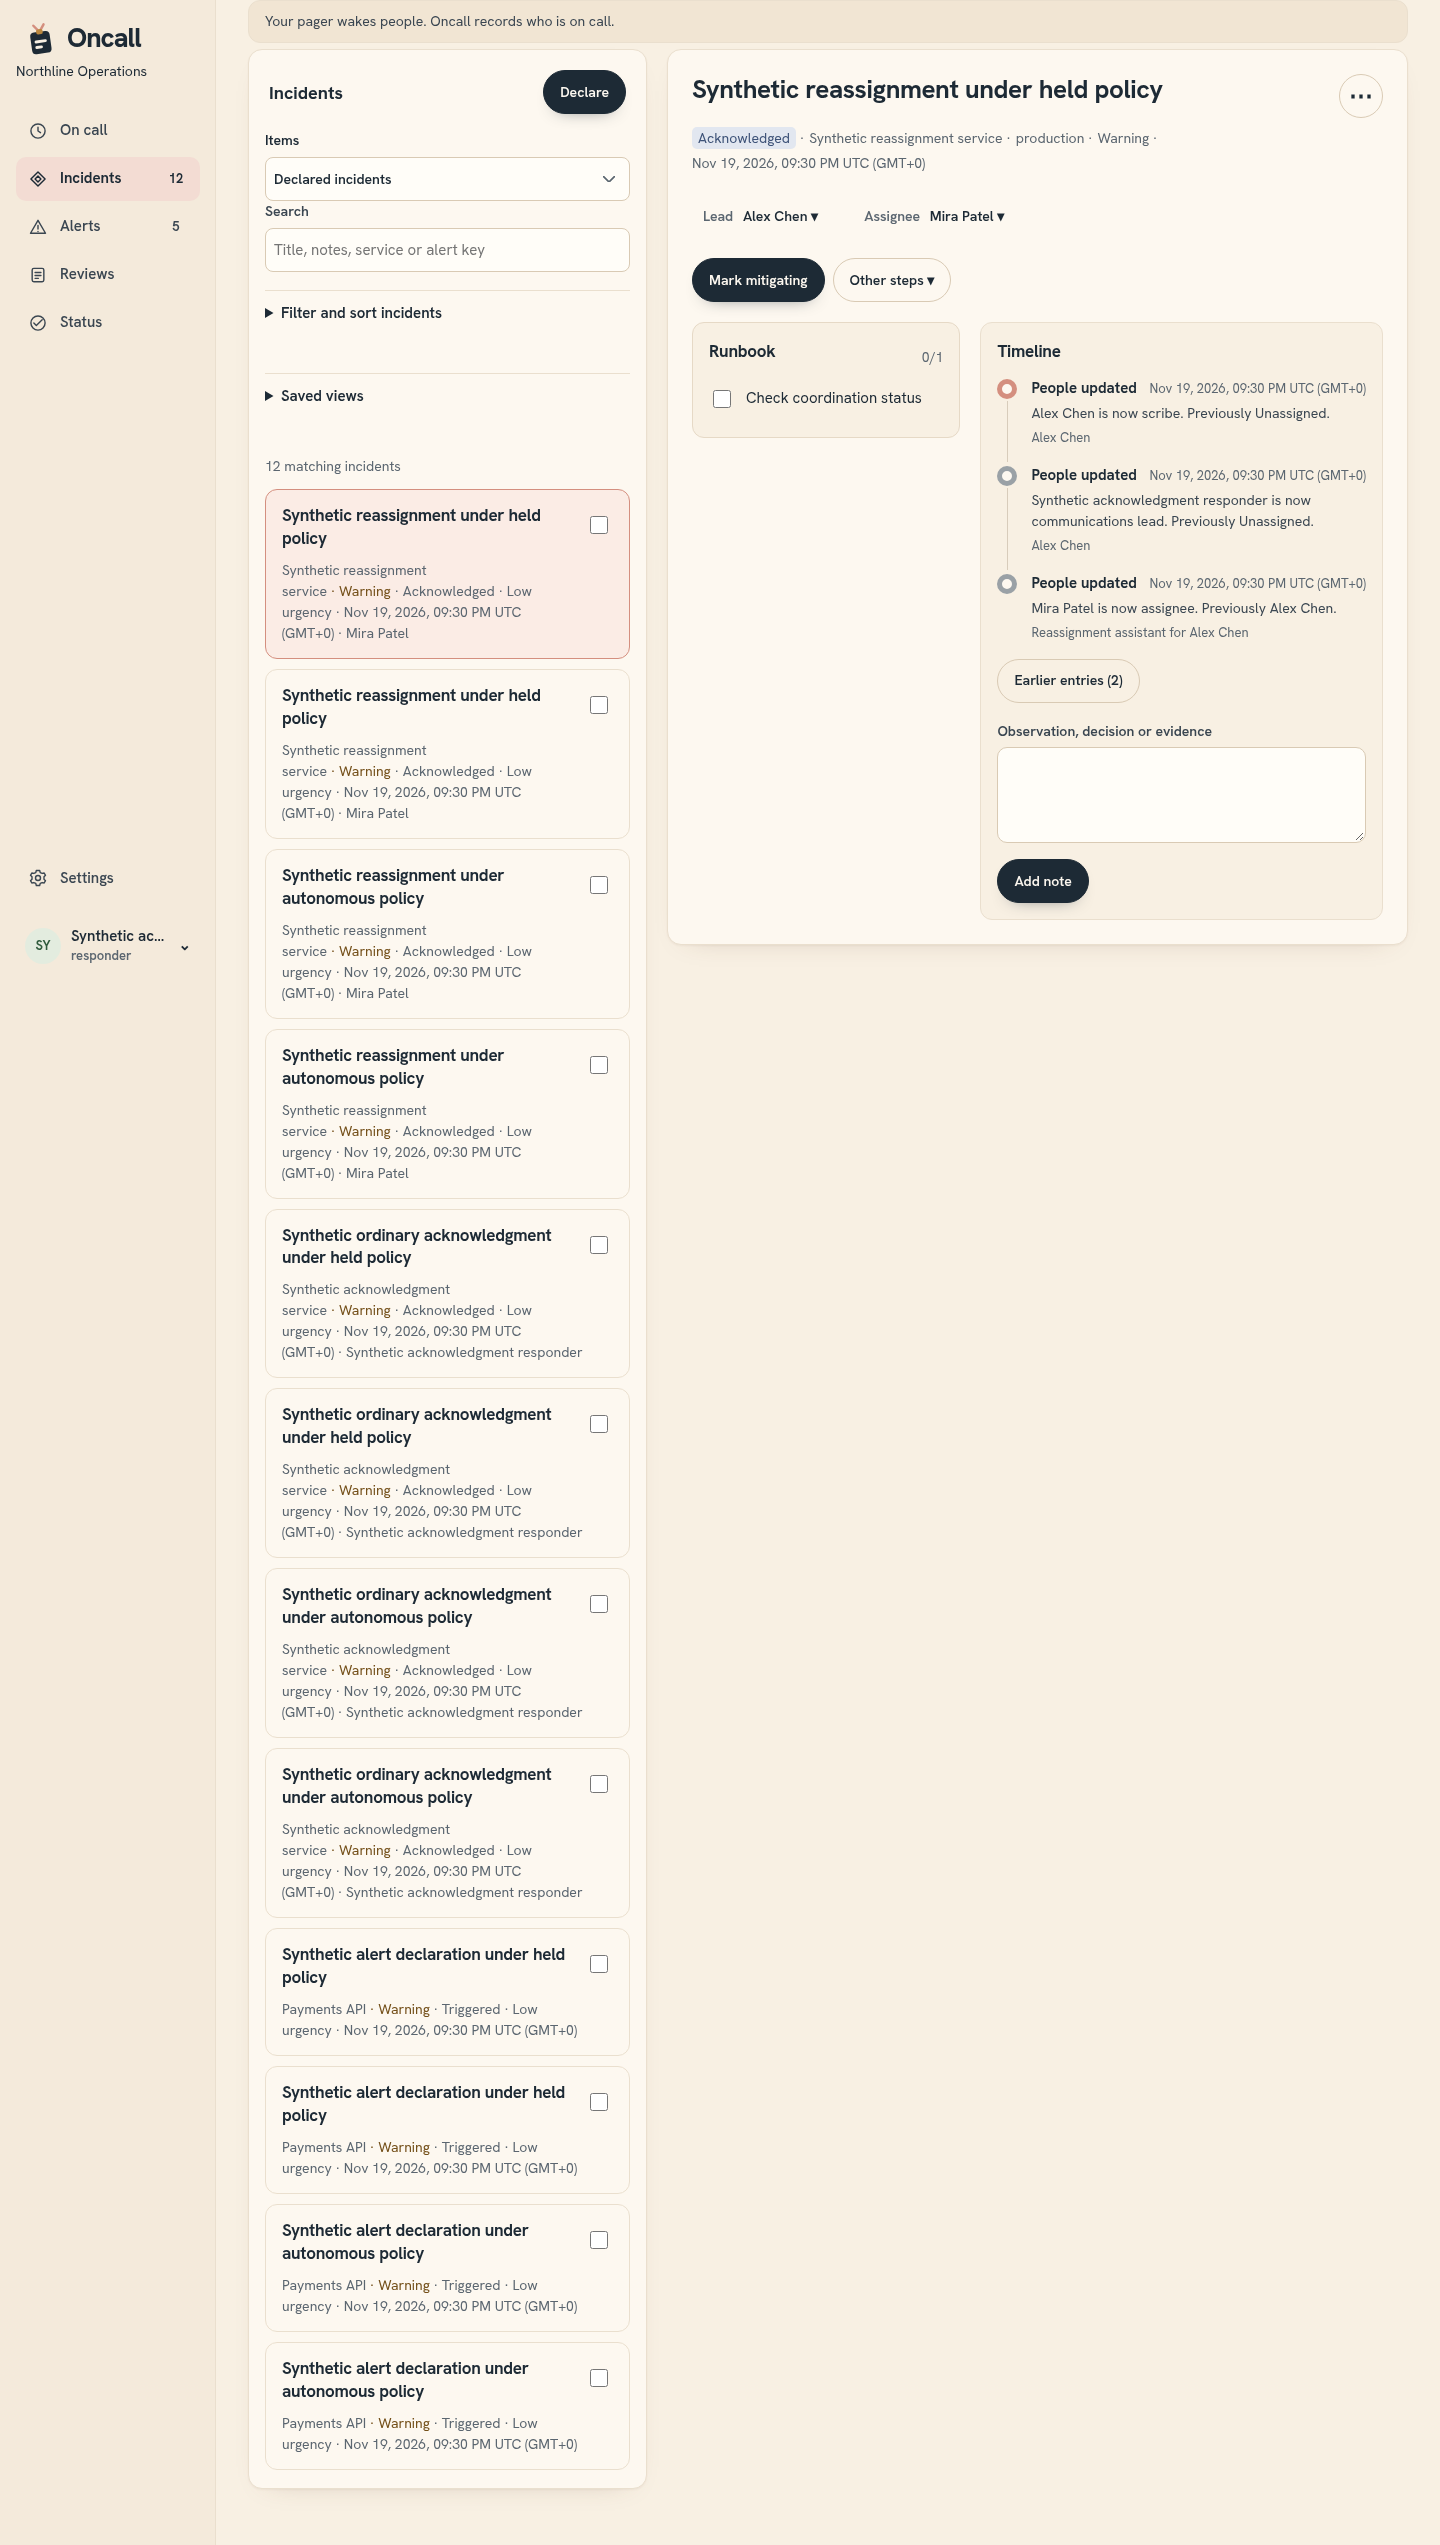 Oncall
Northline Operations
On call
Incidents 12
Alerts 5
Reviews
Status
Settings
SY
Synthetic ac...
responder
Your pager wakes people. Oncall records who is on call.
Incidents
Declare
Items
Declared incidents
Search
Title, notes, service or alert key
Filter and sort incidents
Saved views
12 matching incidents
Synthetic reassignment under held
policy
Synthetic reassignment
service · Warning · Acknowledged · Low
urgency · Nov 19, 2026, 09:30 PM UTC
(GMT+0) · Mira Patel
Synthetic reassignment under held
policy
Synthetic reassignment
service · Warning · Acknowledged · Low
urgency · Nov 19, 2026, 09:30 PM UTC
(GMT+0) · Mira Patel
Synthetic reassignment under
autonomous policy
Synthetic reassignment
service · Warning · Acknowledged · Low
urgency · Nov 19, 2026, 09:30 PM UTC
(GMT+0) · Mira Patel
Synthetic reassignment under
autonomous policy
Synthetic reassignment
service · Warning · Acknowledged · Low
urgency · Nov 19, 2026, 09:30 PM UTC
(GMT+0) · Mira Patel
Synthetic ordinary acknowledgment
under held policy
Synthetic acknowledgment
service · Warning · Acknowledged · Low
urgency · Nov 19, 2026, 09:30 PM UTC
(GMT+0) · Synthetic acknowledgment responder
Synthetic ordinary acknowledgment
under held policy
Synthetic acknowledgment
service · Warning · Acknowledged · Low
urgency · Nov 19, 2026, 09:30 PM UTC
(GMT+0) · Synthetic acknowledgment responder
Synthetic ordinary acknowledgment
under autonomous policy
Synthetic acknowledgment
service · Warning · Acknowledged · Low
urgency · Nov 19, 2026, 09:30 PM UTC
(GMT+0) · Synthetic acknowledgment responder
Synthetic ordinary acknowledgment
under autonomous policy
Synthetic acknowledgment
service · Warning · Acknowledged · Low
urgency · Nov 19, 2026, 09:30 PM UTC
(GMT+0) · Synthetic acknowledgment responder
Synthetic alert declaration under held
policy
Payments API · Warning · Triggered · Low
urgency · Nov 19, 2026, 09:30 PM UTC (GMT+0)
Synthetic alert declaration under held
policy
Payments API · Warning · Triggered · Low
urgency · Nov 19, 2026, 09:30 PM UTC (GMT+0)
Synthetic alert declaration under
autonomous policy
Payments API · Warning · Triggered · Low
urgency · Nov 19, 2026, 09:30 PM UTC (GMT+0)
Synthetic alert declaration under
autonomous policy
Payments API · Warning · Triggered · Low
urgency · Nov 19, 2026, 09:30 PM UTC (GMT+0)
Synthetic reassignment under held policy
Acknowledged · Synthetic reassignment service · production · Warning ·
Nov 19, 2026, 09:30 PM UTC (GMT+0)
Lead Alex Chen ▾ Assignee Mira Patel ▾
Mark mitigating
Other steps ▾
Runbook 0/1
Check coordination status
Timeline
People updated Nov 19, 2026, 09:30 PM UTC (GMT+0)
Alex Chen is now scribe. Previously Unassigned.
Alex Chen
People updated Nov 19, 2026, 09:30 PM UTC (GMT+0)
Synthetic acknowledgment responder is now
communications lead. Previously Unassigned.
Alex Chen
People updated Nov 19, 2026, 09:30 PM UTC (GMT+0)
Mira Patel is now assignee. Previously Alex Chen.
Reassignment assistant for Alex Chen
Earlier entries (2)
Observation, decision or evidence
Add note